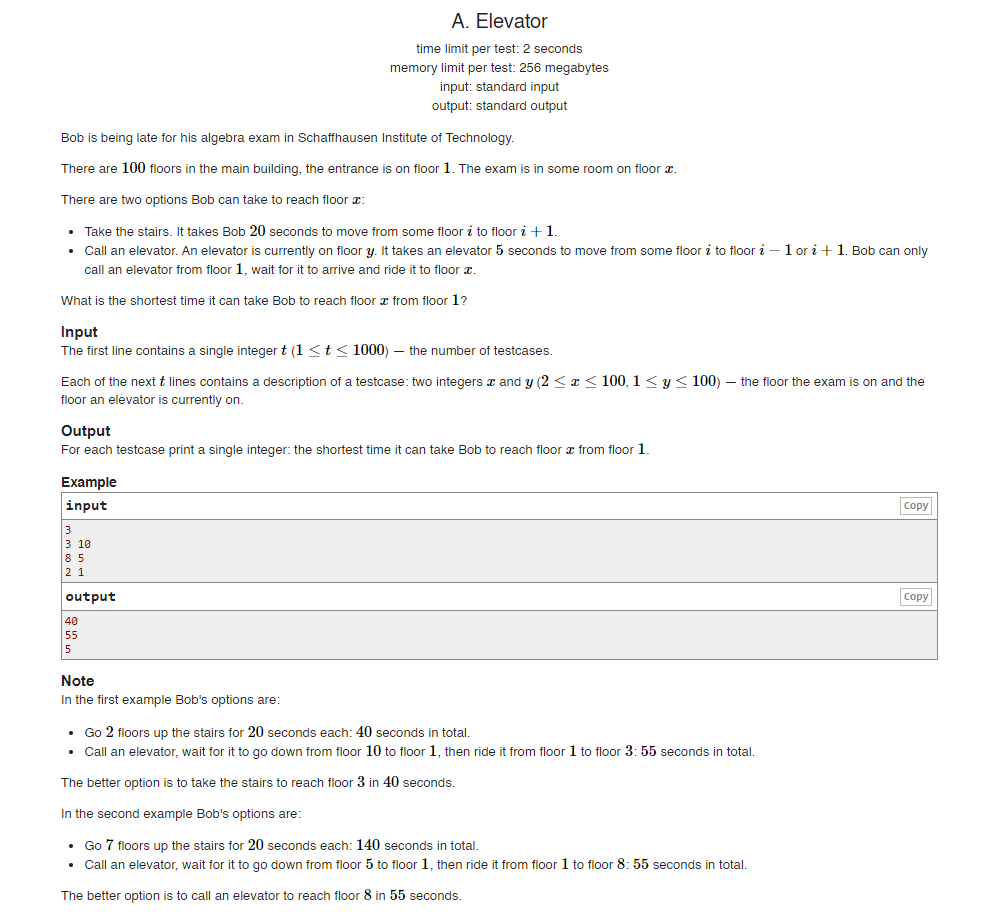 A. Elevator
time limit per test: 2 seconds
memory limit per test: 256 megabytes
input: standard input
output: standard output
Bob is being late for his algebra exam in Schaffhausen Institute of Technology.
There are 100 floors in the main building, the entrance is on floor 1. The exam is in some room on floor x.
There are two options Bob can take to reach floor x:
• Take the stairs. It takes Bob 20 seconds to move from some floor i to floor i + 1.
• Call an elevator. An elevator is currently on floor y. It takes an elevator 5 seconds to move from some floor i to floor i − 1 or i + 1. Bob can only
call an elevator from floor 1, wait for it to arrive and ride it to floor x.
What is the shortest time it can take Bob to reach floor x from floor 1?
Input
The first line contains a single integer t (1 ≤ t ≤ 1000) — the number of testcases.
Each of the next t lines contains a description of a testcase: two integers x and y (2 ≤ x ≤ 100, 1 ≤ y ≤ 100) — the floor the exam is on and the
floor an elevator is currently on.
Output
For each testcase print a single integer: the shortest time it can take Bob to reach floor x from floor 1.
Example
input Copy
3
3 10
8 5
2 1
output Copy
40
55
5
Note
In the first example Bob's options are:
• Go 2 floors up the stairs for 20 seconds each: 40 seconds in total.
• Call an elevator, wait for it to go down from floor 10 to floor 1, then ride it from floor 1 to floor 3: 55 seconds in total.
The better option is to take the stairs to reach floor 3 in 40 seconds.
In the second example Bob's options are:
• Go 7 floors up the stairs for 20 seconds each: 140 seconds in total.
• Call an elevator, wait for it to go down from floor 5 to floor 1, then ride it from floor 1 to floor 8: 55 seconds in total.
The better option is to call an elevator to reach floor 8 in 55 seconds.